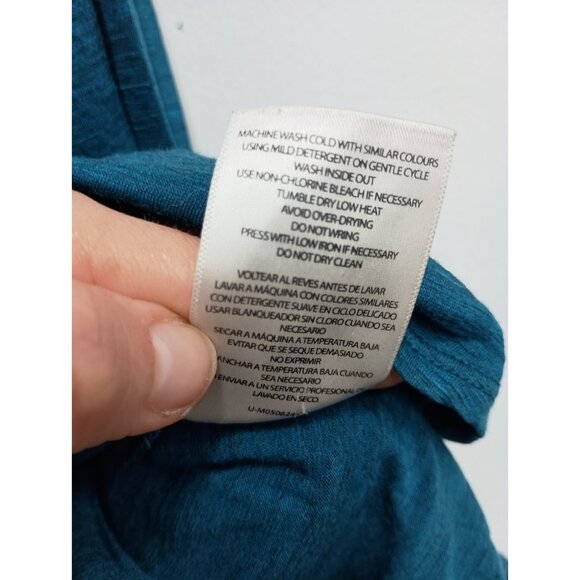 MACHINE WASH COLD WITH SIMILAR COLOURS
USING MILD DETERGENT ON GENTLE CYCLE
WASH INSIDE OUT
USE NON-CHLORINE BLEACH IF NECESSARY
TUMBLE DRY LOW HEAT
AVOID OVER-DRYING
DO NOT WRING
PRESS WITH LOW IRON IF NECESSARY
DO NOT DRY CLEAN
VOLTEAR AL REVES ANTES DE LAVAR
LAVAR A MÁQUINA CON COLORES SIMILARES
CON DETERGENTE SUAVE EN CICLO DELICADO
USAR BLANQUEADOR SIN CLORO CUANDO SEA
NECESARIO
SECAR A MÁQUINA A TEMPERATURA BAJA
EVITAR QUE SE SEQUE DEMASIADO
NO EXPRIMIR
ANCHAR A TEMPERATURA BAJA CUANDO
SEA NECESARIO
ENVIAR A UN SERVICIO PROFESIONAL
LAVADO EN SECO.
U-M050624